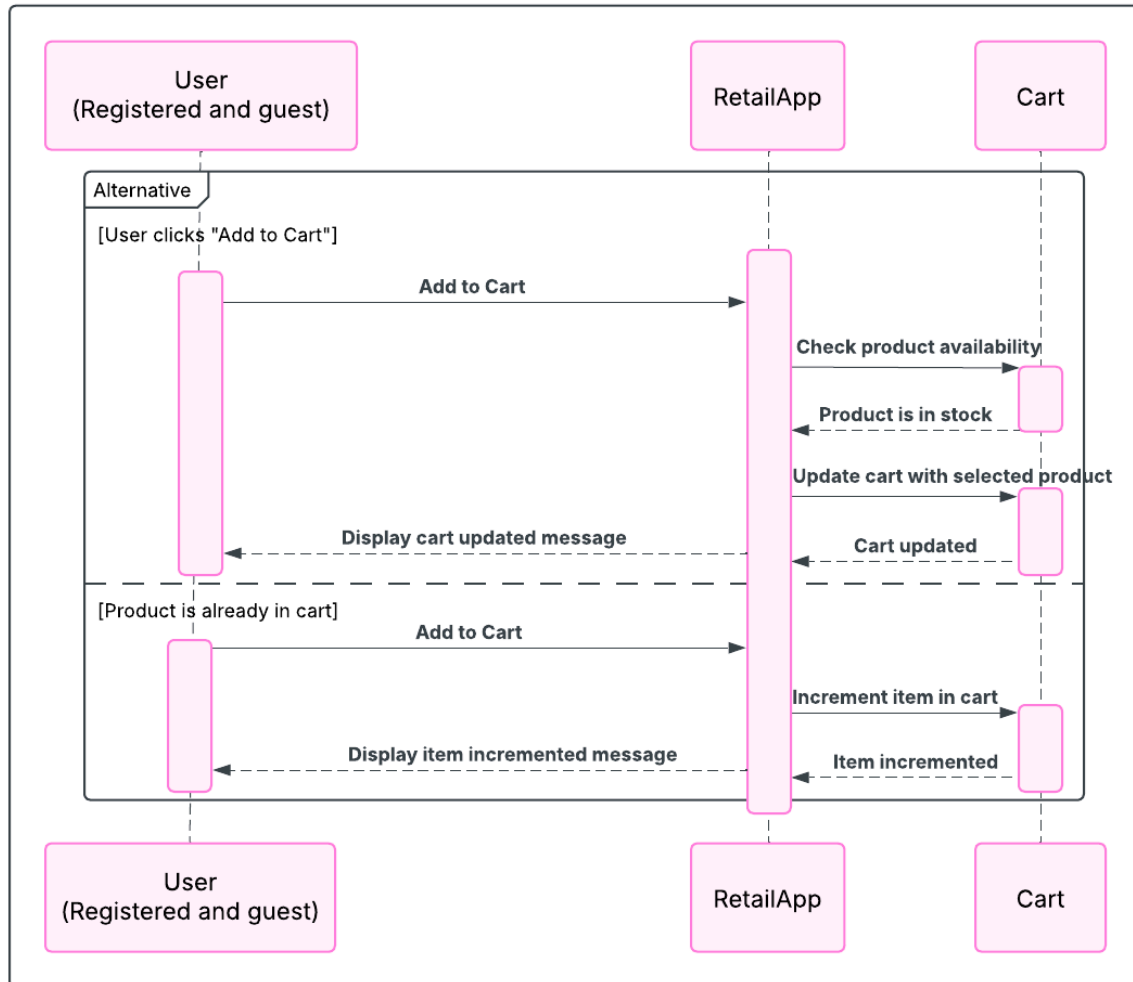 User
(Registered and guest)
RetailApp
Cart
Alternative
[User clicks "Add to Cart"]
Add to Cart
Check product availability
Product is in stock
Update cart with selected product
Display cart updated message
Cart updated
[Product is already in cart]
Add to Cart
Increment item in cart
Display item incremented message
Item incremented
User
(Registered and guest)
RetailApp
Cart